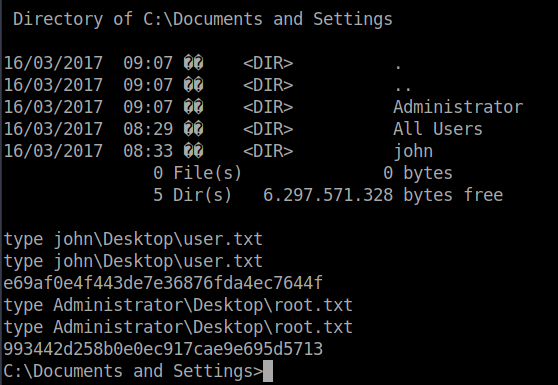 Directory of C:\Documents and Settings
16/03/2017  09:07 ��    <DIR>          .
16/03/2017  09:07 ��    <DIR>          ..
16/03/2017  09:07 ��    <DIR>          Administrator
16/03/2017  08:29 ��    <DIR>          All Users
16/03/2017  08:33 ��    <DIR>          john
0 File(s)              0 bytes
5 Dir(s)   6.297.571.328 bytes free
type john\Desktop\user.txt
type john\Desktop\user.txt
e69af0e4f443de7e36876fda4ec7644f
type Administrator\Desktop\root.txt
type Administrator\Desktop\root.txt
993442d258b0e0ec917cae9e695d5713
C:\Documents and Settings>